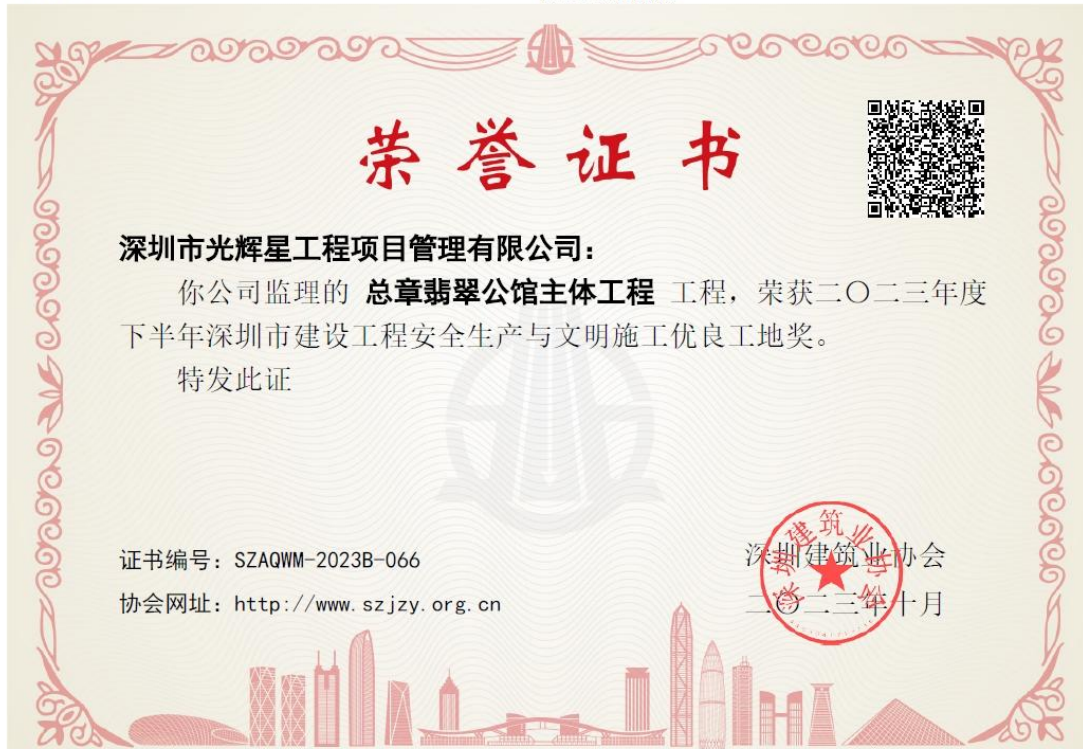 荣誉证书
深圳市光辉星工程项目管理有限公司：
你公司监理的 总章翡翠公馆主体工程 工程，荣获二〇二三年度
下半年深圳市建设工程安全生产与文明施工优良工地奖。
特发此证
证书编号：SZAQWM-2023B-066
协会网址：http://www.szjzy.org.cn
深圳建筑业协会
二〇二三年十月
深圳建筑业协会